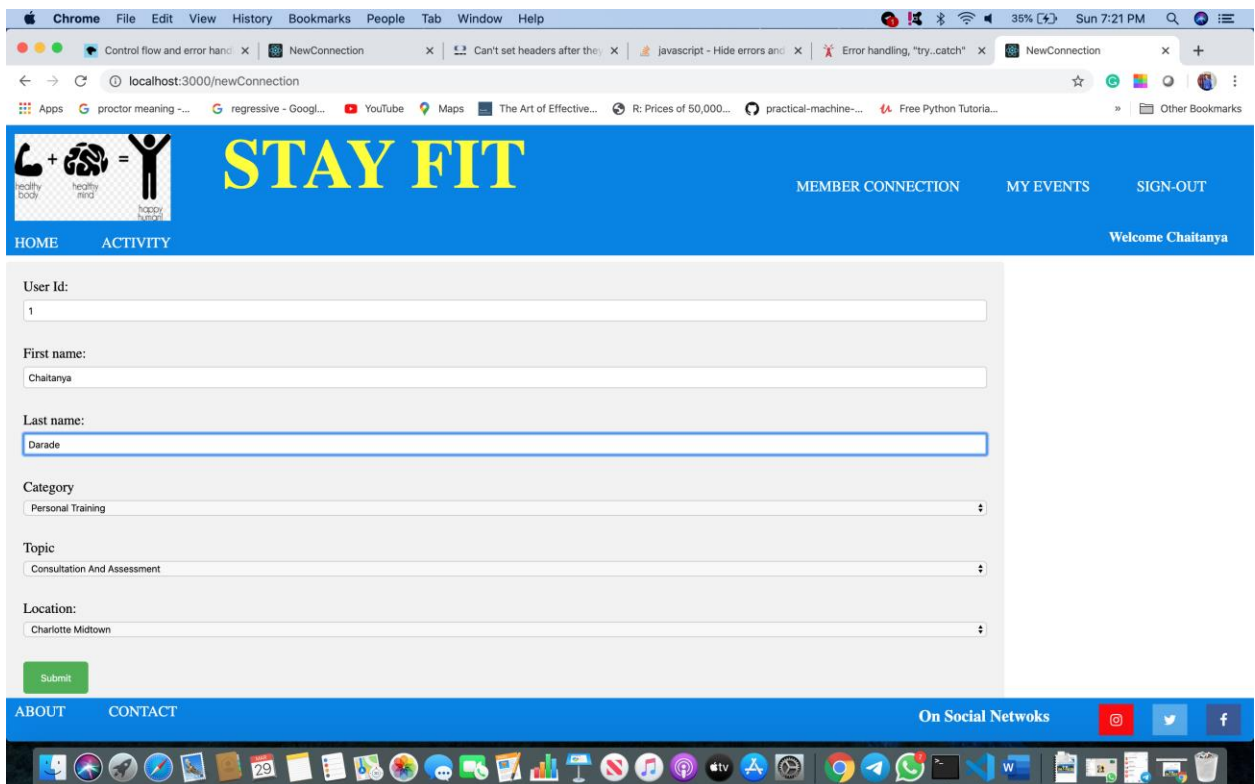 Chrome File Edit View History Bookmarks People Tab Window Help 35% Sun 7:21 PM
Control flow and error hand NewConnection Can't set headers after they javascript - Hide errors and Error handling, "try..catch" NewConnection
localhost:3000/newConnection
Apps proctor meaning -... regressive - Googl... YouTube Maps The Art of Effective... R: Prices of 50,000... practical-machine-... Free Python Tutoria... » Other Bookmarks
STAY FIT
+ =
healthy body
healthy mind
happy human!
MEMBER CONNECTION MY EVENTS SIGN-OUT
HOME ACTIVITY Welcome Chaitanya
User Id:
1
First name:
Chaitanya
Last name:
Darade
Category
Personal Training
Topic
Consultation And Assessment
Location:
Charlotte Midtown
Submit
ABOUT CONTACT On Social Netwoks
29
tv
W